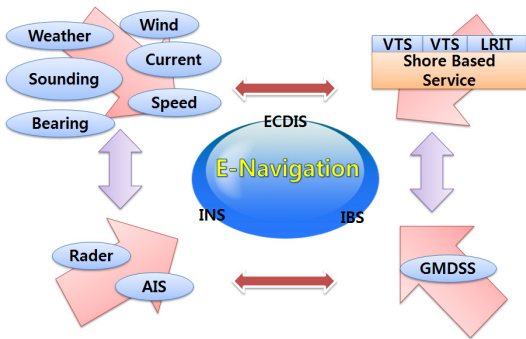 Weather
Wind
Current
Sounding
Speed
Bearing
VTS VTS LRIT
Shore Based
Service
ECDIS
E-Navigation
INS
IBS
Rader
AIS
GMDSS